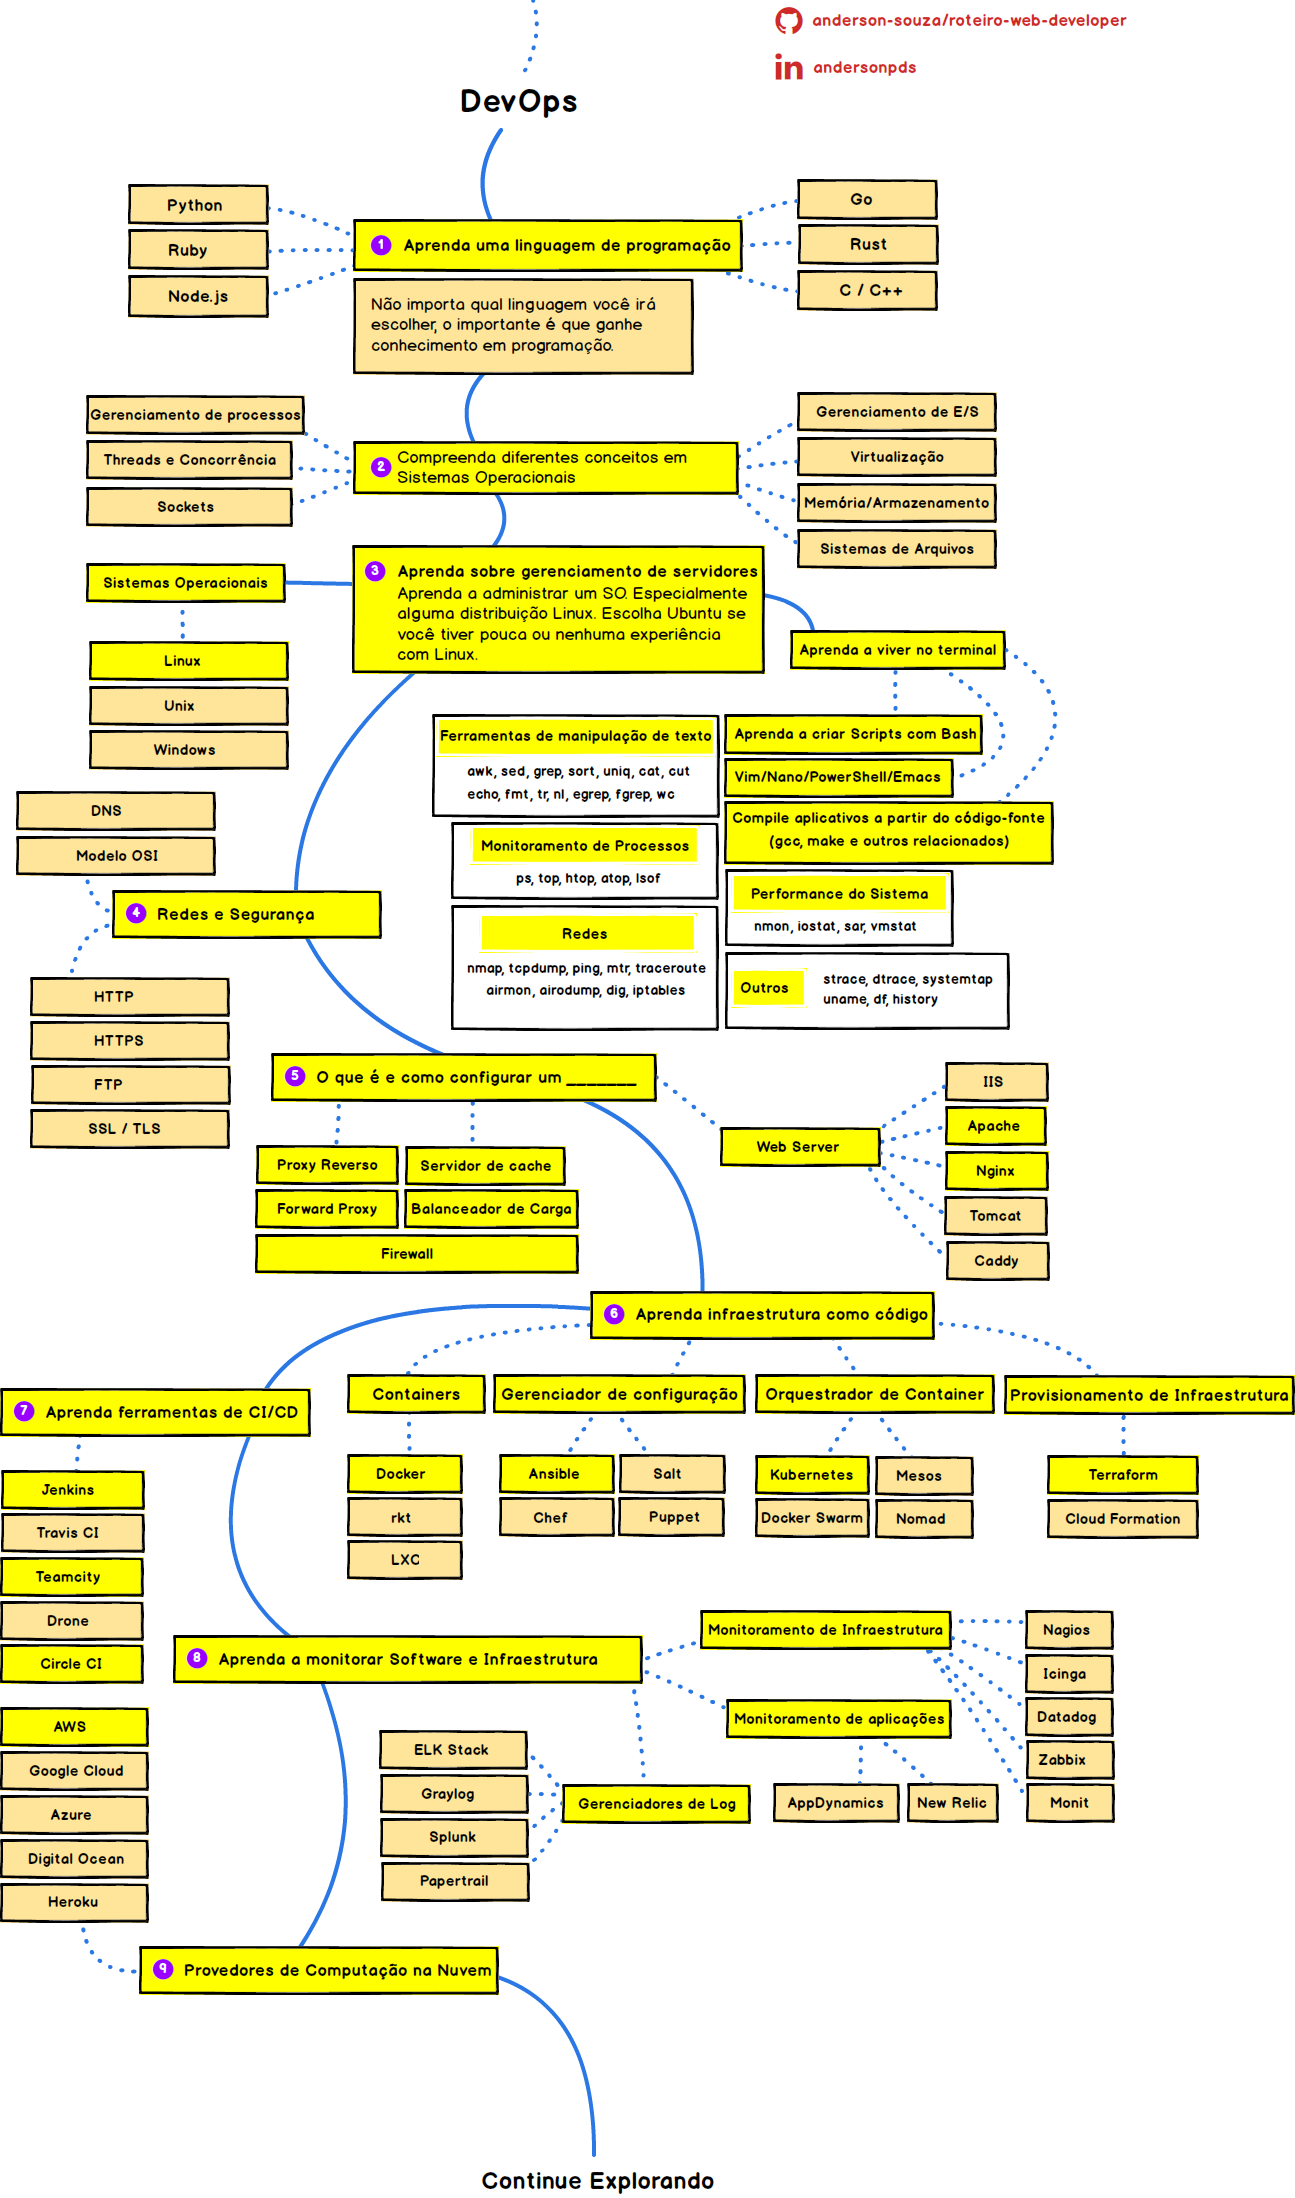 anderson-souza/roteiro-web-developer
in andersonpds
DevOps
Python
Ruby
Node.js
1 Aprenda uma linguagem de programação
Go
Rust
C / C++
Não importa qual linguagem você irá
escolher, o importante é que ganhe
conhecimento em programação.
Gerenciamento de processos
Threads e Concorrência
Sockets
2 Compreenda diferentes conceitos em
Sistemas Operacionais
Gerenciamento de E/S
Virtualização
Memória/Armazenamento
Sistemas de Arquivos
3 Aprenda sobre gerenciamento de servidores
Aprenda a administrar um SO. Especialmente
alguma distribuição Linux. Escolha Ubuntu se
você tiver pouca ou nenhuma experiência
com Linux.
Sistemas Operacionais
Linux
Unix
Windows
Aprenda a viver no terminal
Aprenda a criar Scripts com Bash
Vim/Nano/PowerShell/Emacs
Compile aplicativos a partir do código-fonte
(gcc, make e outros relacionados)
Ferramentas de manipulação de texto
awk, sed, grep, sort, uniq, cat, cut
echo, fmt, tr, nl, egrep, fgrep, wc
Monitoramento de Processos
ps, top, htop, atop, lsof
Performance do Sistema
nmon, iostat, sar, vmstat
Redes
nmap, tcpdump, ping, mtr, traceroute
airmon, airodump, dig, iptables
Outros
strace, dtrace, systemtap
uname, df, history
DNS
Modelo OSI
4 Redes e Segurança
HTTP
HTTPS
FTP
SSL / TLS
5 O que é e como configurar um _______
Proxy Reverso
Servidor de cache
Forward Proxy
Balanceador de Carga
Firewall
Web Server
IIS
Apache
Nginx
Tomcat
Caddy
6 Aprenda infraestrutura como código
Containers
Docker
rkt
LXC
Gerenciador de configuração
Ansible
Salt
Chef
Puppet
Orquestrador de Container
Kubernetes
Mesos
Docker Swarm
Nomad
Provisionamento de Infraestrutura
Terraform
Cloud Formation
7 Aprenda ferramentas de CI/CD
Jenkins
Travis CI
Teamcity
Drone
Circle CI
8 Aprenda a monitorar Software e Infraestrutura
Monitoramento de Infraestrutura
Nagios
Icinga
Datadog
Zabbix
Monit
Monitoramento de aplicações
AppDynamics
New Relic
Gerenciadores de Log
ELK Stack
Graylog
Splunk
Papertrail
AWS
Google Cloud
Azure
Digital Ocean
Heroku
9 Provedores de Computação na Nuvem
Continue Explorando